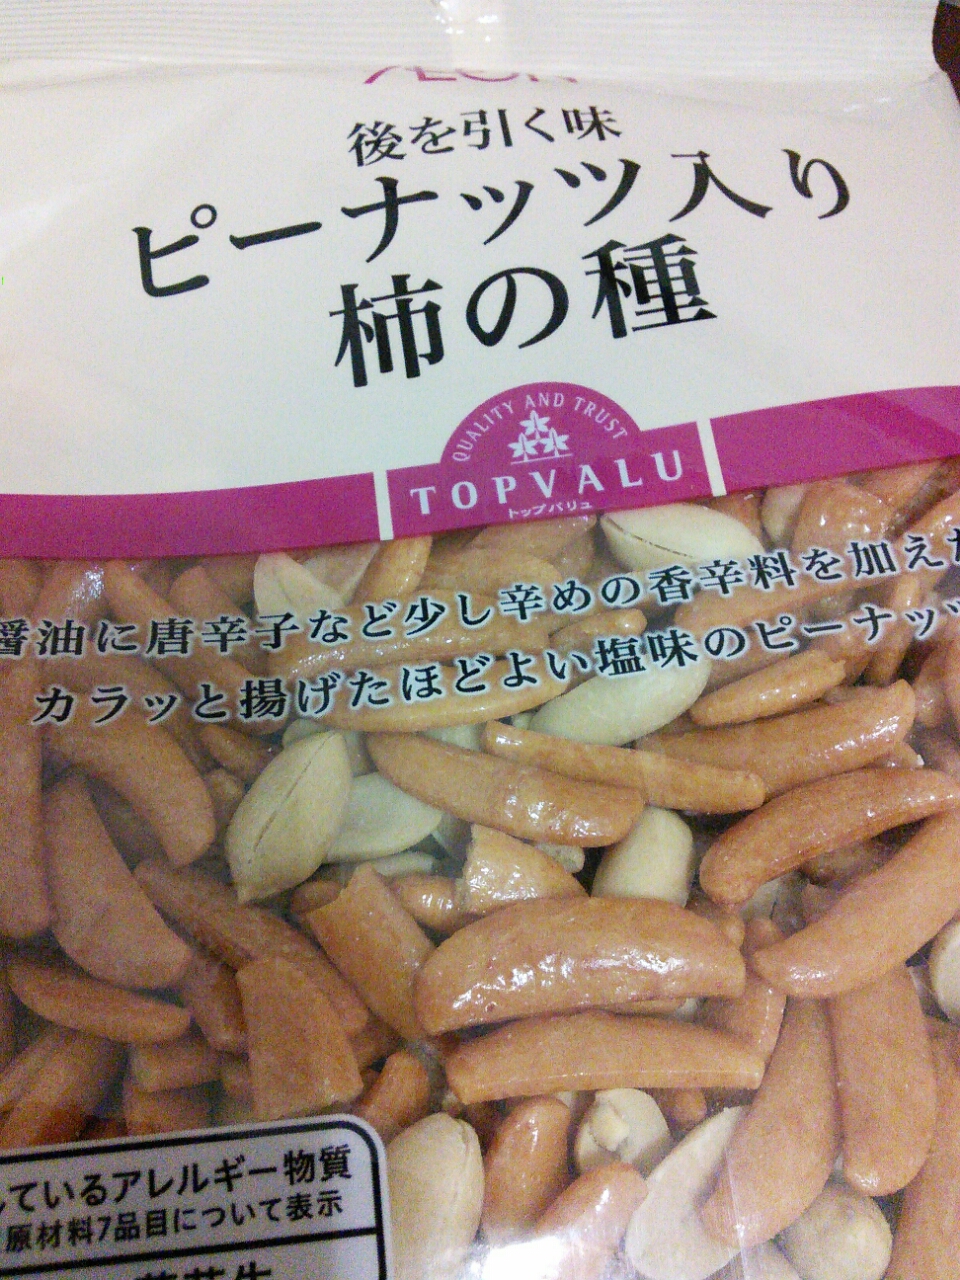 AEON
後を引く味
ピーナッツ入り
柿の種
QUALITY AND TRUST
TOPVALU
トップバリュ
醤油に唐辛子など少し辛めの香辛料を加えた
カラッと揚げたほどよい塩味のピーナッツ
しているアレルギー物質
原材料7品目について表示